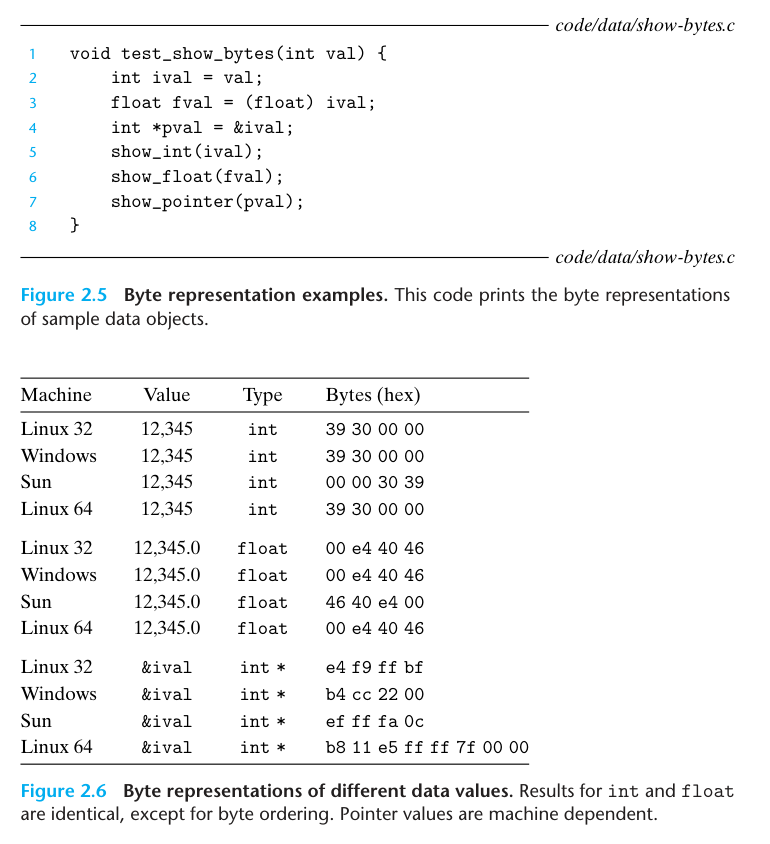 code/data/show-bytes.c
1 void test_show_bytes(int val) {
2     int ival = val;
3     float fval = (float) ival;
4     int *pval = &ival;
5     show_int(ival);
6     show_float(fval);
7     show_pointer(pval);
8 }
code/data/show-bytes.c
Figure 2.5 Byte representation examples. This code prints the byte representations
of sample data objects.
Machine Value Type Bytes (hex)
Linux 32 12,345 int 39 30 00 00
Windows 12,345 int 39 30 00 00
Sun 12,345 int 00 00 30 39
Linux 64 12,345 int 39 30 00 00
Linux 32 12,345.0 float 00 e4 40 46
Windows 12,345.0 float 00 e4 40 46
Sun 12,345.0 float 46 40 e4 00
Linux 64 12,345.0 float 00 e4 40 46
Linux 32 &ival int * e4 f9 ff bf
Windows &ival int * b4 cc 22 00
Sun &ival int * ef ff fa 0c
Linux 64 &ival int * b8 11 e5 ff ff 7f 00 00
Figure 2.6 Byte representations of different data values. Results for int and float
are identical, except for byte ordering. Pointer values are machine dependent.